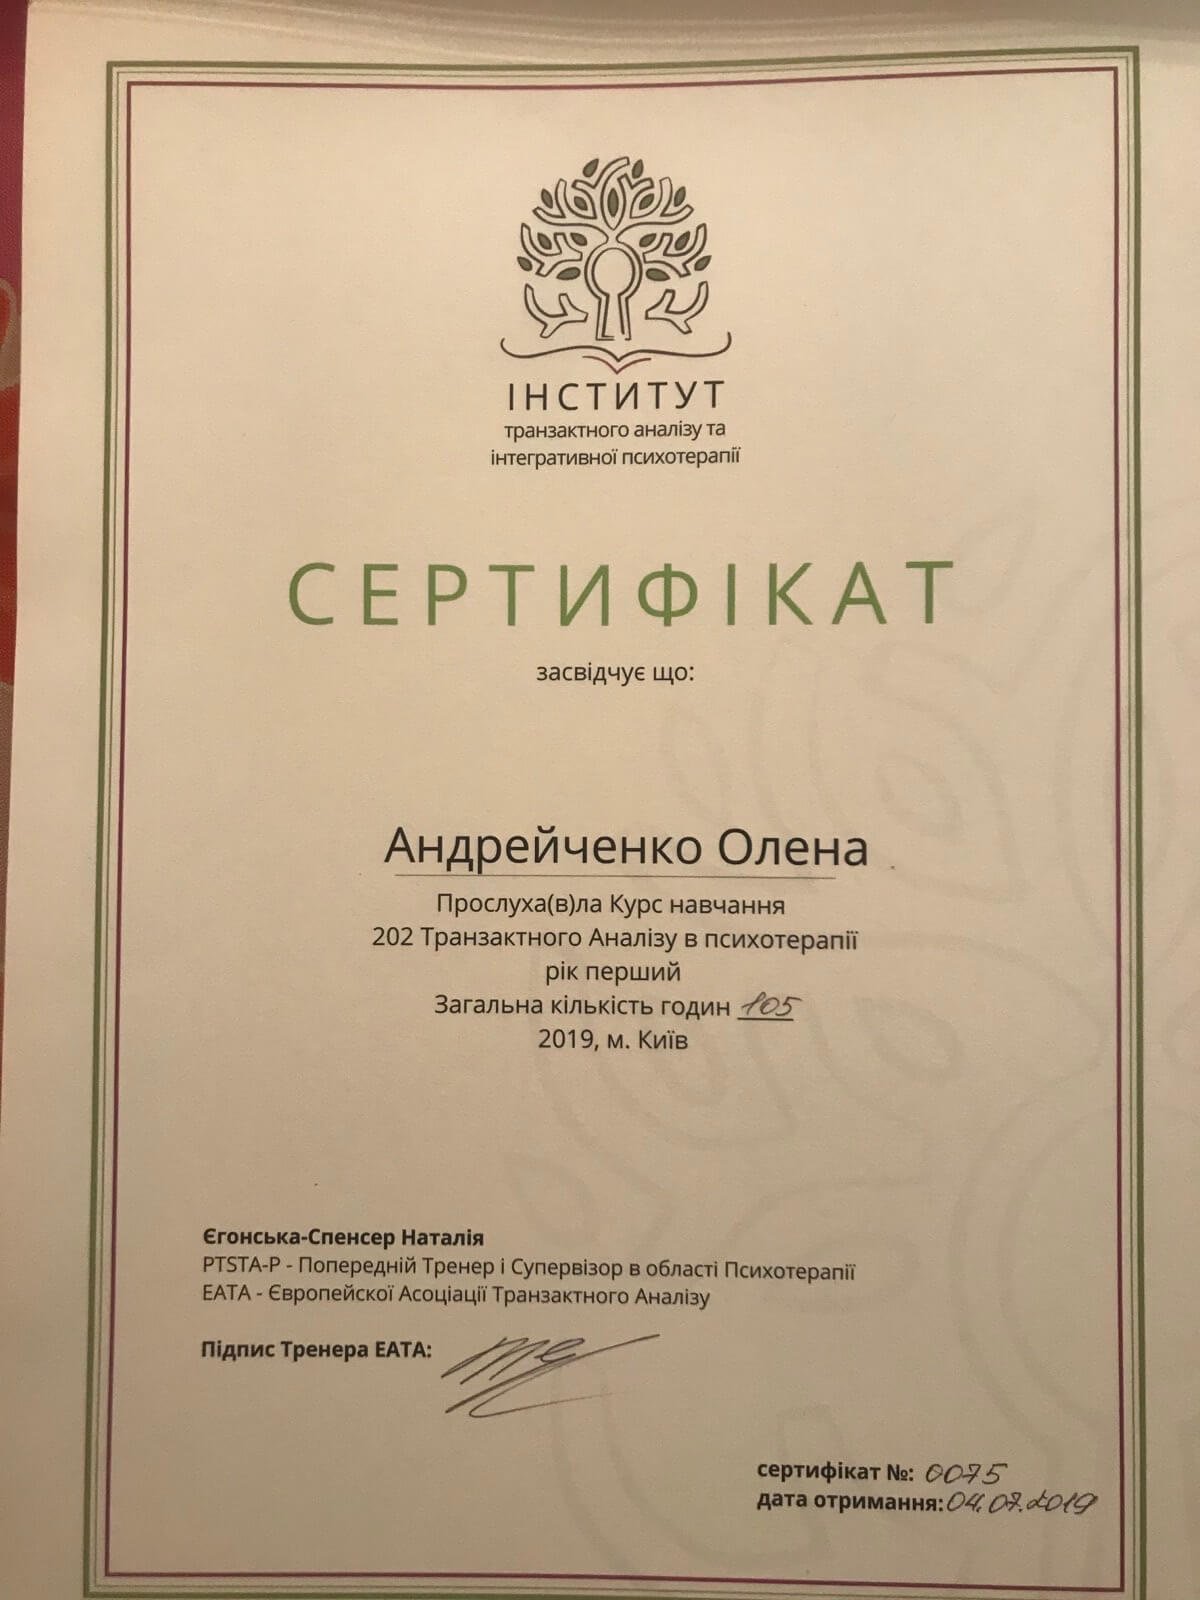 ІНСТИТУТ
транзактного аналізу та
інтегративної психотерапії
СЕРТИФІКАТ
засвідчує що:
Андрейченко Олена
Прослуха(в)ла Курс навчання
202 Транзактного Аналізу в психотерапії
рік перший
Загальна кількість годин 105
2019, м. Київ
Єгонська-Спенсер Наталія
PTSTA-P - Попередній Тренер і Супервізор в області Психотерапії
EATA - Європейскої Асоціації Транзактного Аналізу
Підпис Тренера ЕАТА:
сертифікат №: 0075
дата отримання: 04.07.2019